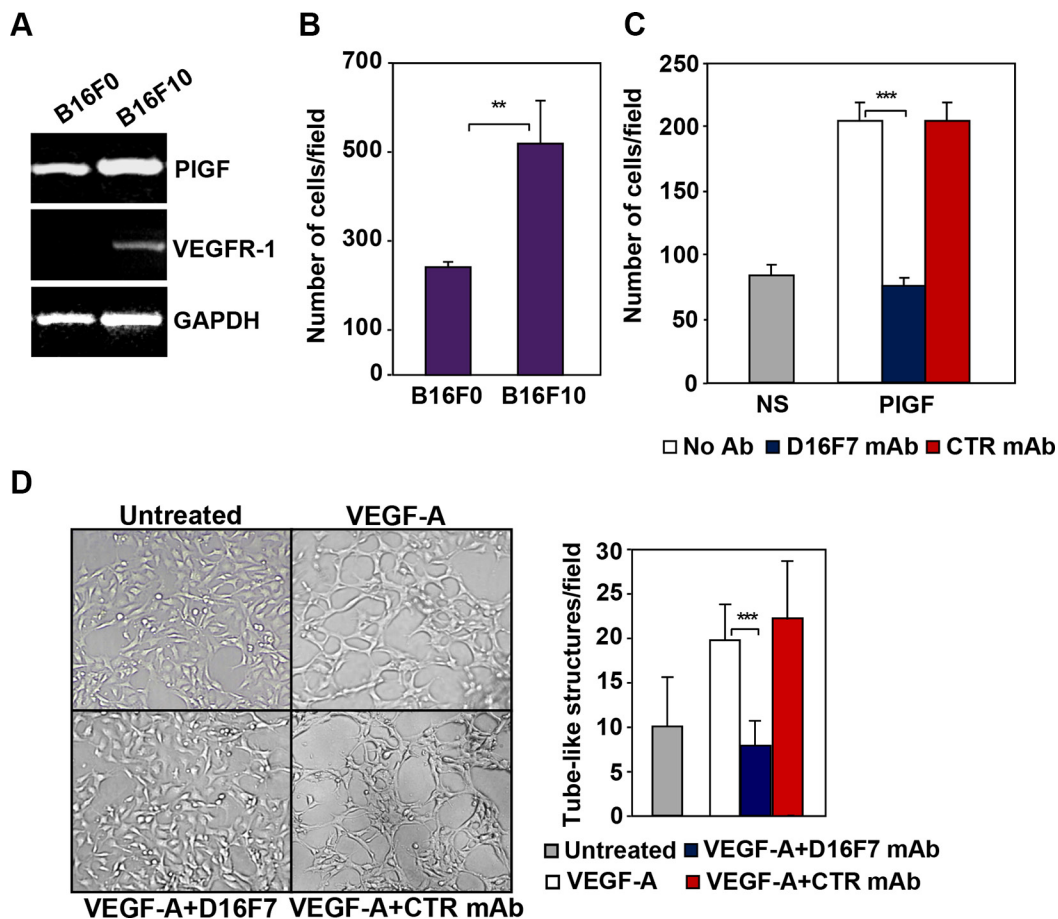 A
B16F0
B16F10
PlGF
VEGFR-1
GAPDH
B
Number of cells/field
700
500
300
100
0
**
B16F0
B16F10
C
Number of cells/field
250
200
150
100
50
0
***
NS
PlGF
No Ab
D16F7 mAb
CTR mAb
D
Untreated
VEGF-A
VEGF-A+D16F7
VEGF-A+CTR mAb
Tube-like structures/field
30
25
20
15
10
5
0
***
Untreated
VEGF-A+D16F7 mAb
VEGF-A
VEGF-A+CTR mAb